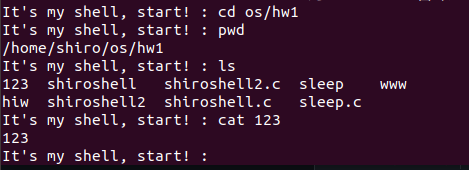 It's my shell, start! : cd os/hw1
It's my shell, start! : pwd
/home/shiro/os/hw1
It's my shell, start! : ls
123  shiroshell   shiroshell2.c  sleep    www
hiw  shiroshell2  shiroshell.c   sleep.c
It's my shell, start! : cat 123
123
It's my shell, start! :